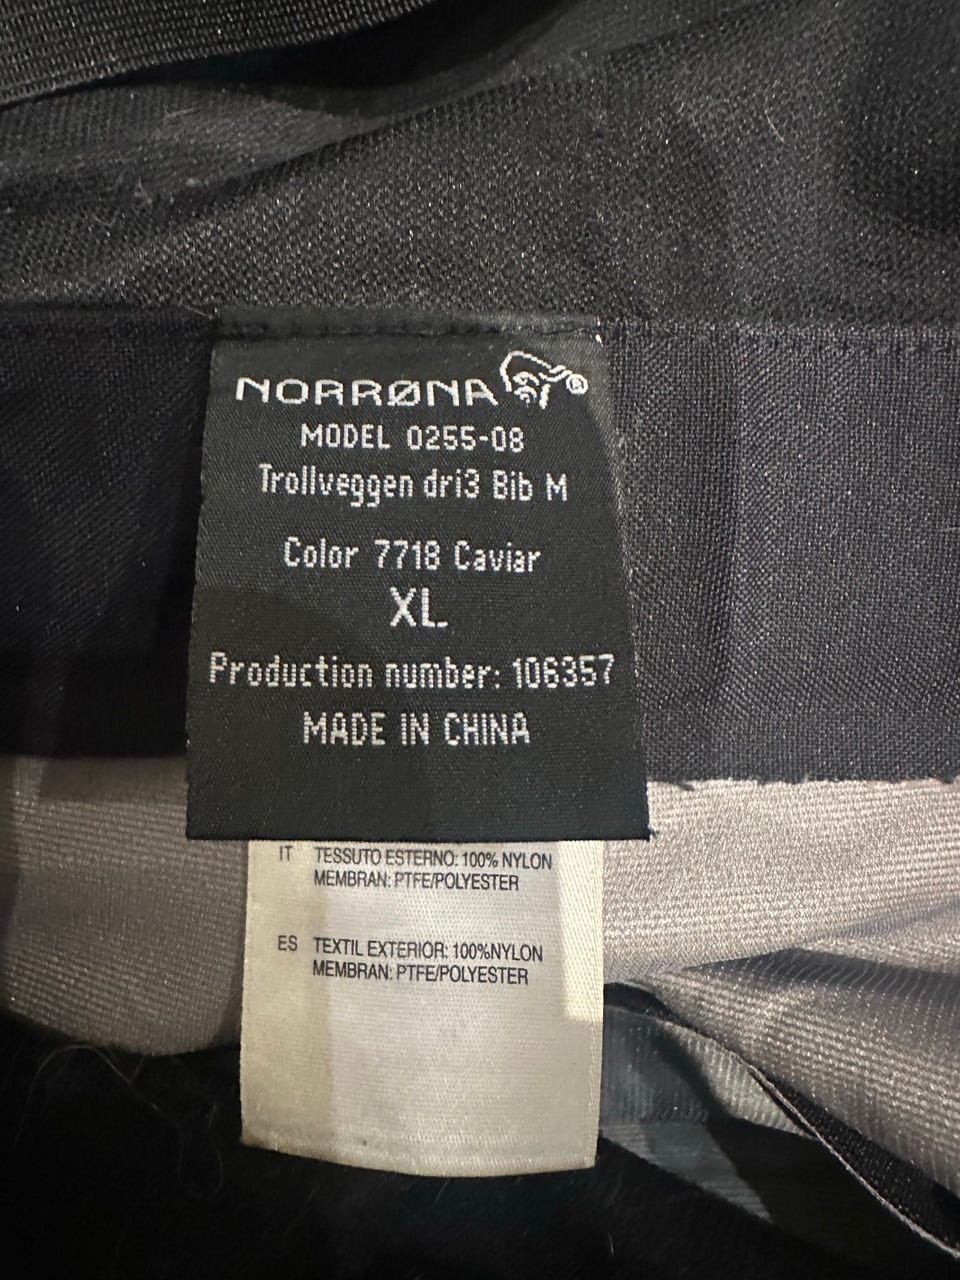 NORRØNA®
MODEL 0255-08
Trollveggen dri3 Bib M
Color 7718 Caviar
XL
Production number: 106357
MADE IN CHINA
IT TESSUTO ESTERNO: 100% NYLON
MEMBRAN: PTFE/POLYESTER
ES TEXTIL EXTERIOR: 100%NYLON
MEMBRAN: PTFE/POLYESTER